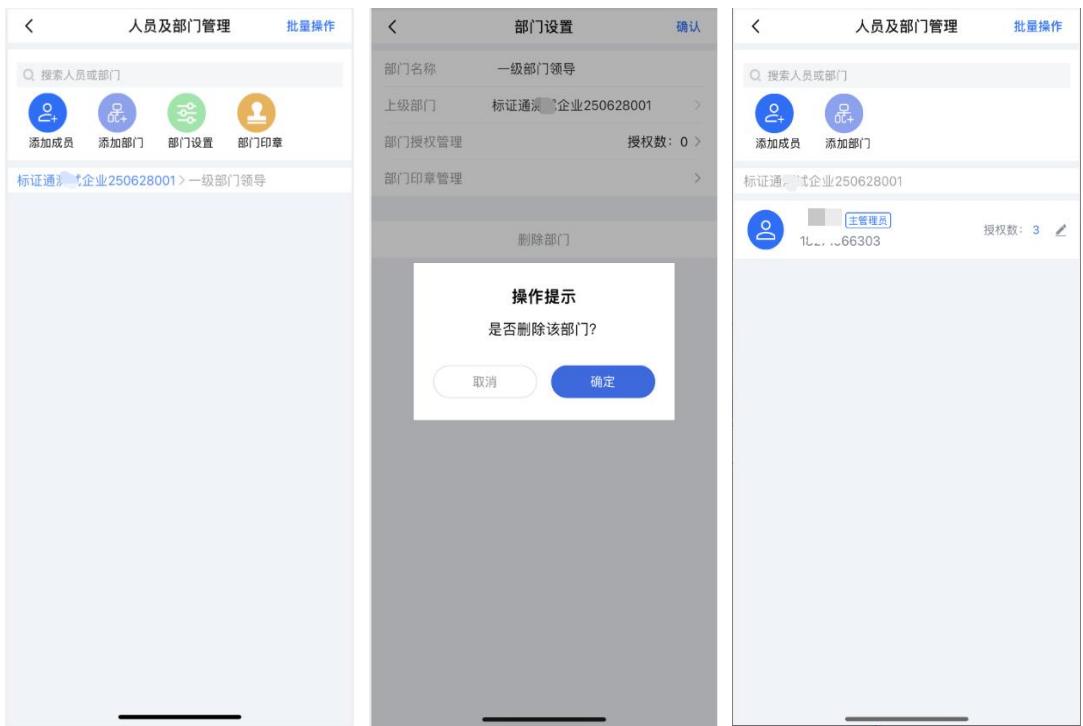 人员及部门管理
批量操作
搜索人员或部门
添加成员
添加部门
部门设置
部门印章
标证通 企业250628001>一级部门领导
部门设置
确认
部门名称
一级部门领导
上级部门
标证通 企业250628001
部门授权管理
授权数：0
部门印章管理
删除部门
操作提示
是否删除该部门?
取消
确定
人员及部门管理
批量操作
搜索人员或部门
添加成员
添加部门
标证通 试企业250628001
主管理员
66303
授权数：3